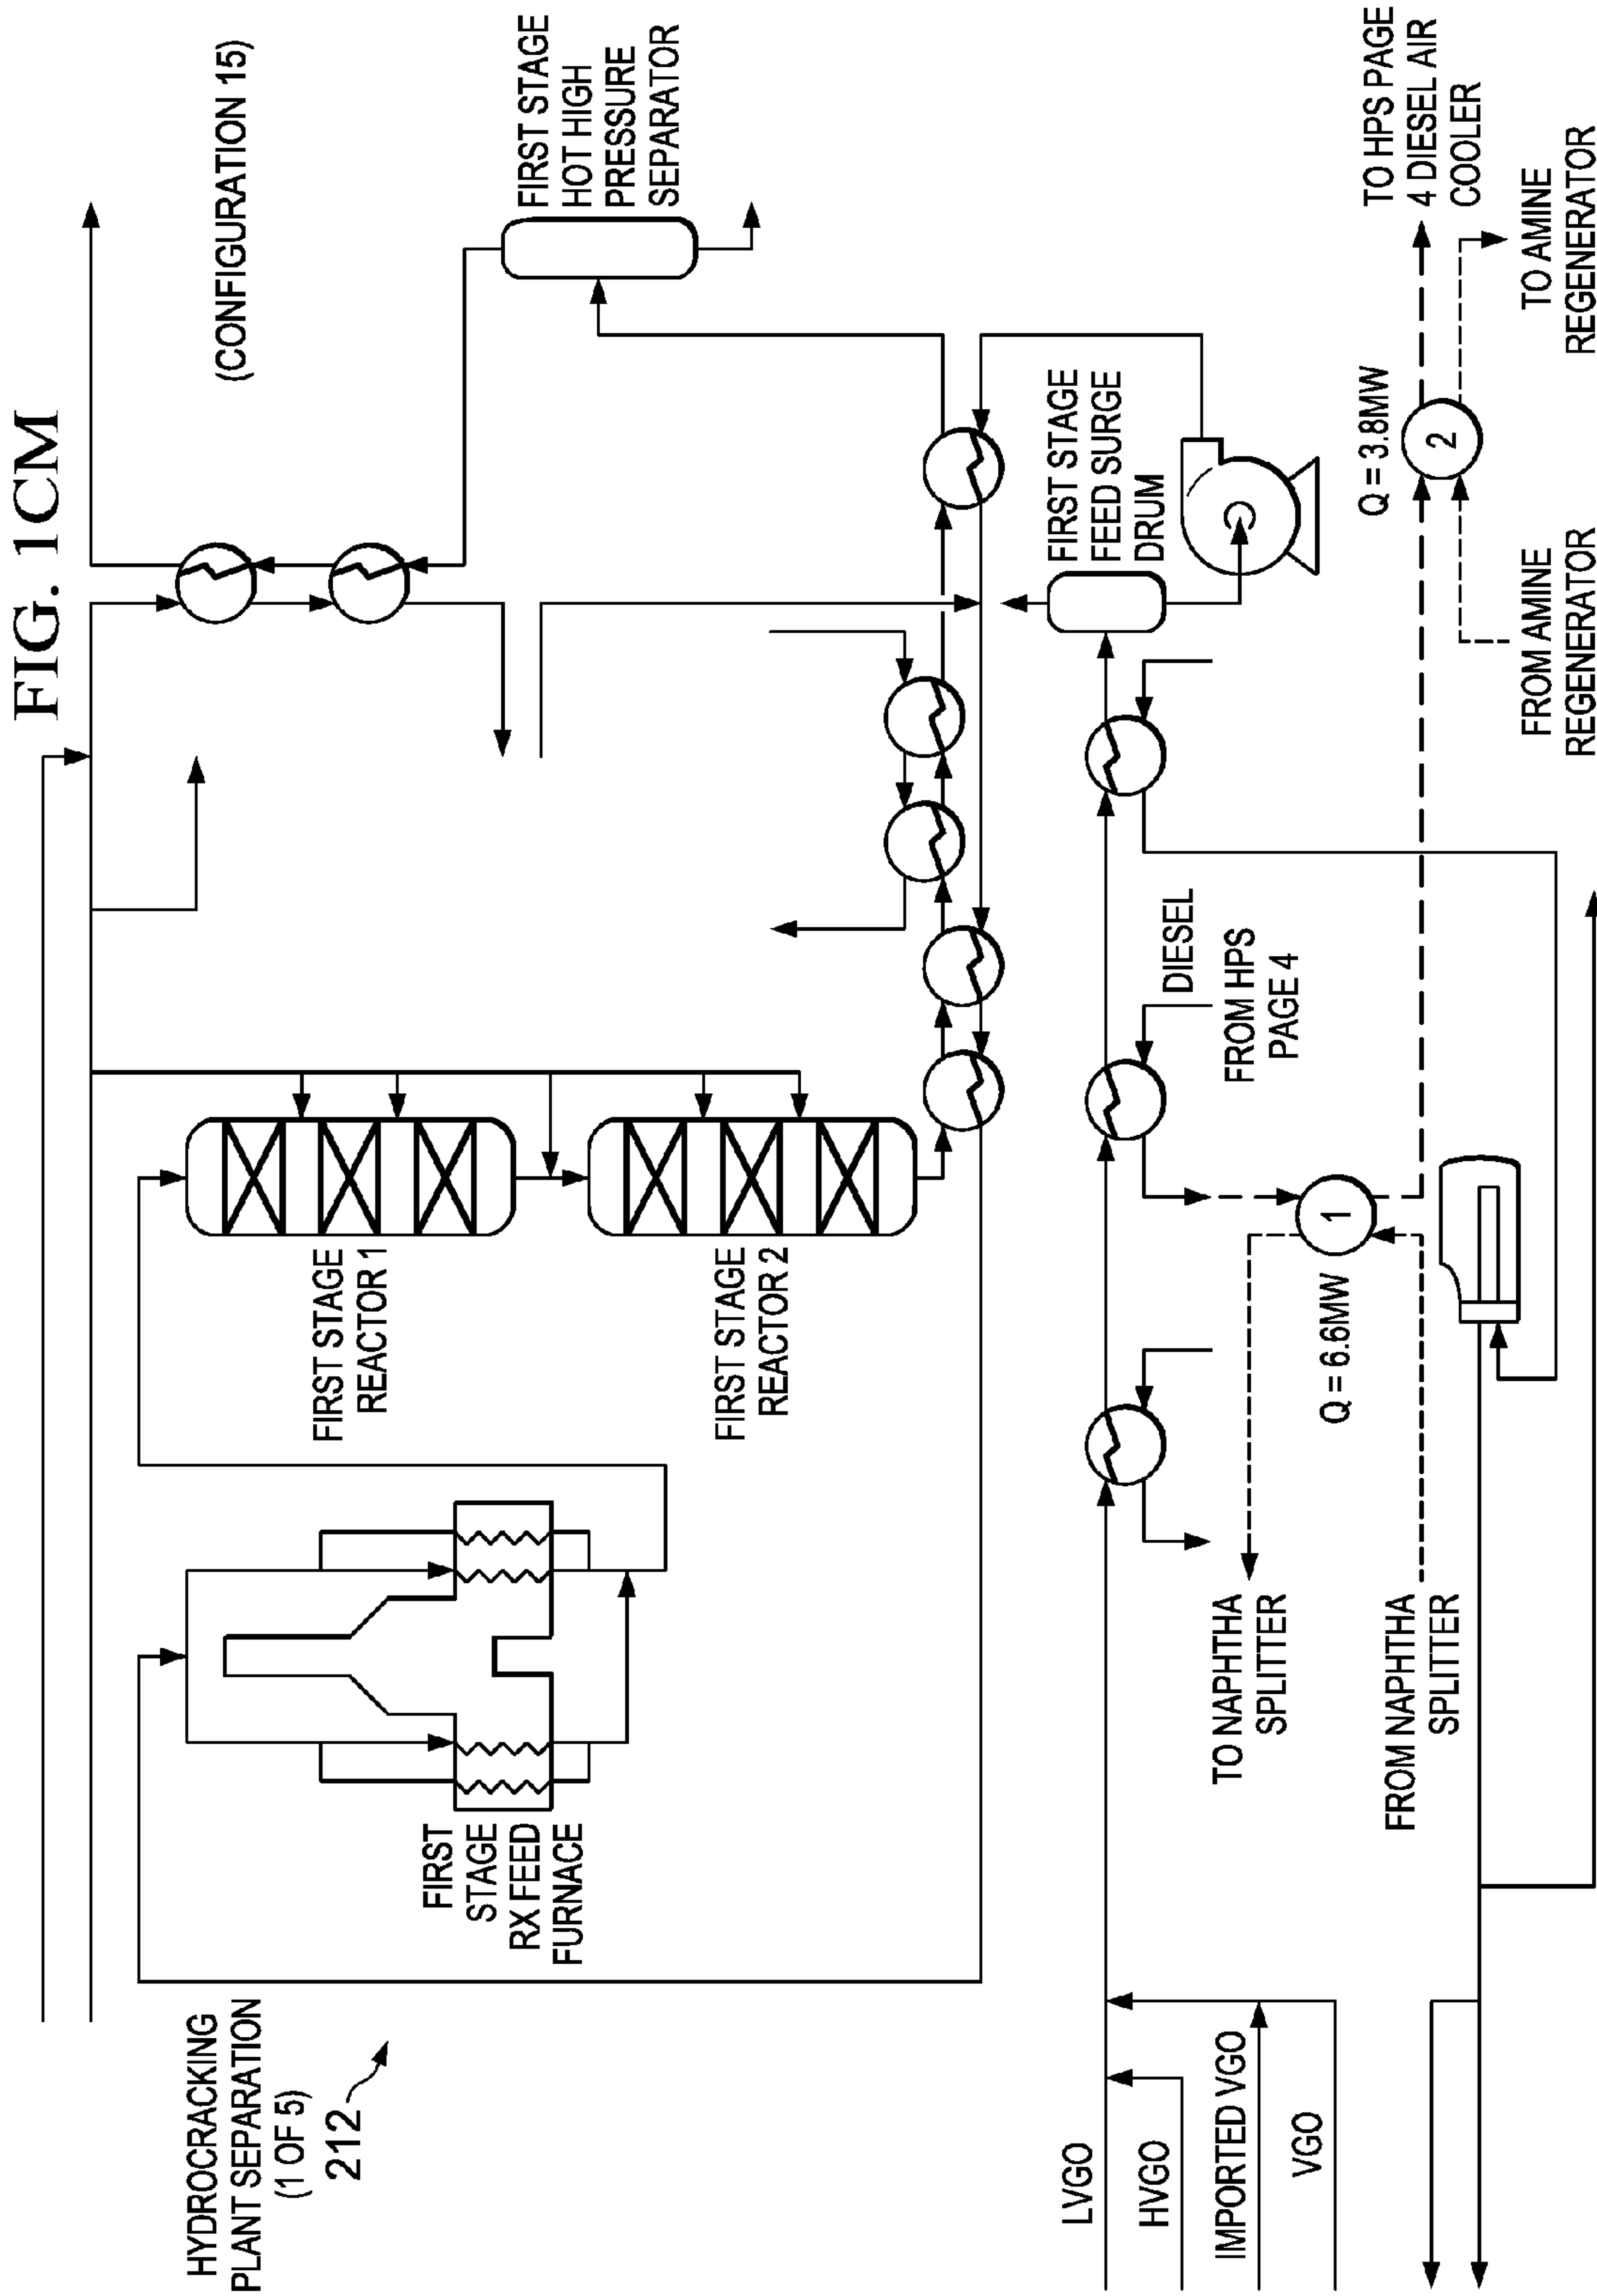 FIG. 1CM
(CONFIGURATION 15)
HYDROCRACKING
PLANT SEPARATION
(1 OF 5)
212
FIRST
STAGE
RX FEED
FURNACE
FIRST STAGE
REACTOR 1
FIRST STAGE
REACTOR 2
FIRST STAGE
HOT HIGH
PRESSURE
SEPARATOR
FIRST STAGE
FEED SURGE
DRUM
LVGO
HVGO
IMPORTED VGO
VGO
DIESEL
FROM HPS
PAGE 4
TO NAPHTHA
SPLITTER
FROM NAPHTHA
SPLITTER
Q = 6.6MW
1
Q = 3.8MW
2
TO HPS PAGE
4 DIESEL AIR
COOLER
FROM AMINE
REGENERATOR
TO AMINE
REGENERATOR